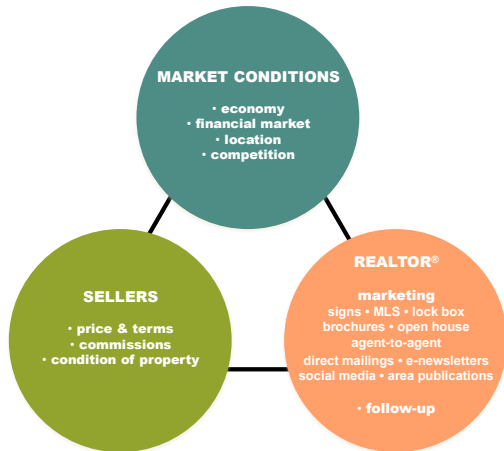 MARKET CONDITIONS
• economy
• financial market
• location
• competition
SELLERS
• price & terms
• commissions
• condition of property
REALTOR®
marketing
signs • MLS • lock box
brochures • open house
agent-to-agent
direct mailings • e-newsletters
social media • area publications
• follow-up